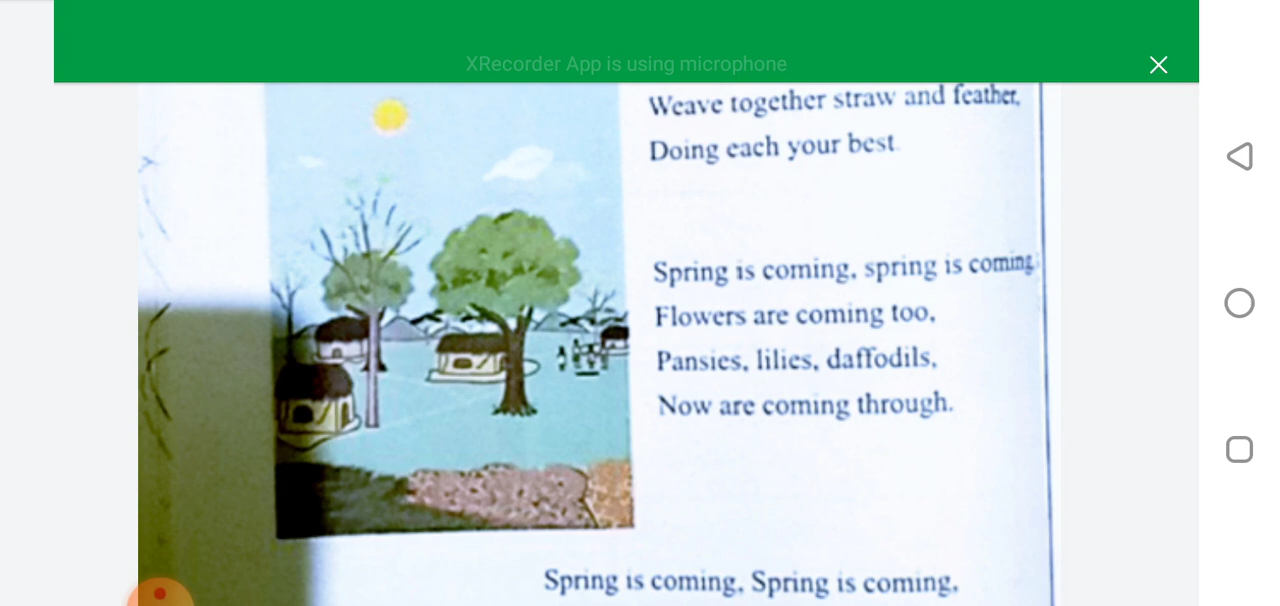 XRecorder App is using microphone
Weave together straw and feather,
Doing each your best.
Spring is coming, spring is coming,
Flowers are coming too,
Pansies, lilies, daffodils,
Now are coming through.
Spring is coming, Spring is coming,